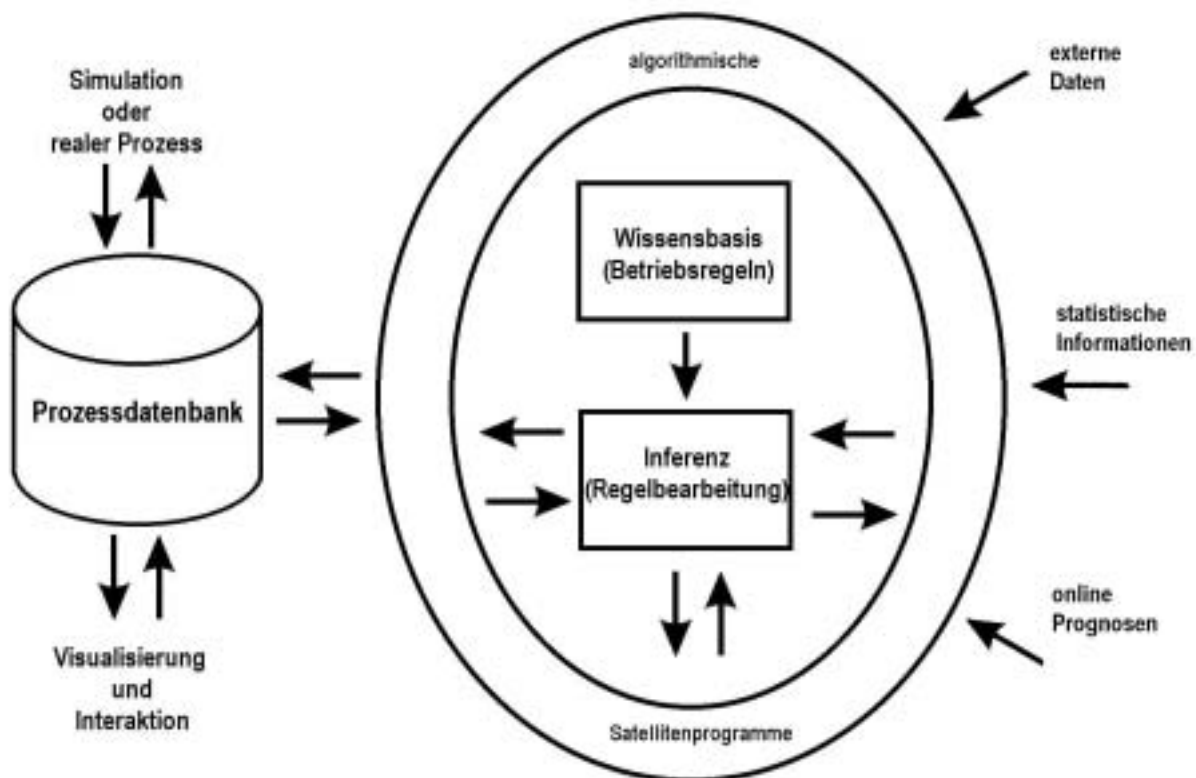 Simulation
oder
realer Prozess
Prozessdatenbank
Visualisierung
und
Interaktion
algorithmische
Wissensbasis
(Betriebsregeln)
Inferenz
(Regelbearbeitung)
Satellitenprogramme
externe
Daten
statistische
Informationen
online
Prognosen